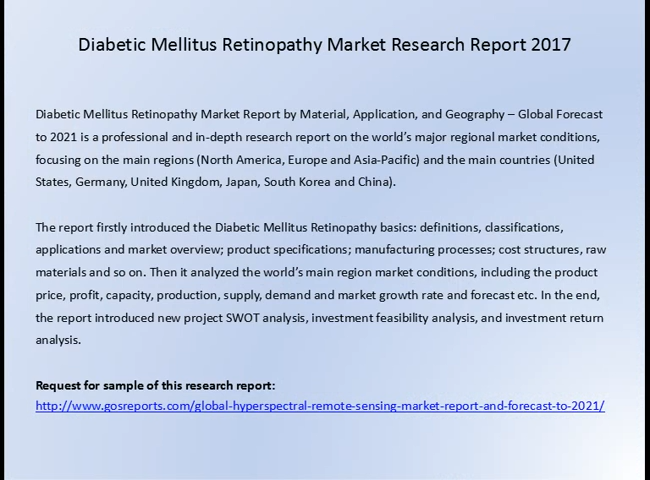 Diabetic Mellitus Retinopathy Market Research Report 2017
Diabetic Mellitus Retinopathy Market Report by Material, Application, and Geography – Global Forecast
to 2021 is a professional and in-depth research report on the world's major regional market conditions,
focusing on the main regions (North America, Europe and Asia-Pacific) and the main countries (United
States, Germany, United Kingdom, Japan, South Korea and China).
The report firstly introduced the Diabetic Mellitus Retinopathy basics: definitions, classifications,
applications and market overview; product specifications; manufacturing processes; cost structures, raw
materials and so on. Then it analyzed the world's main region market conditions, including the product
price, profit, capacity, production, supply, demand and market growth rate and forecast etc. In the end,
the report introduced new project SWOT analysis, investment feasibility analysis, and investment return
analysis.
Request for sample of this research report:
http://www.gosreports.com/global-hyperspectral-remote-sensing-market-report-and-forecast-to-2021/